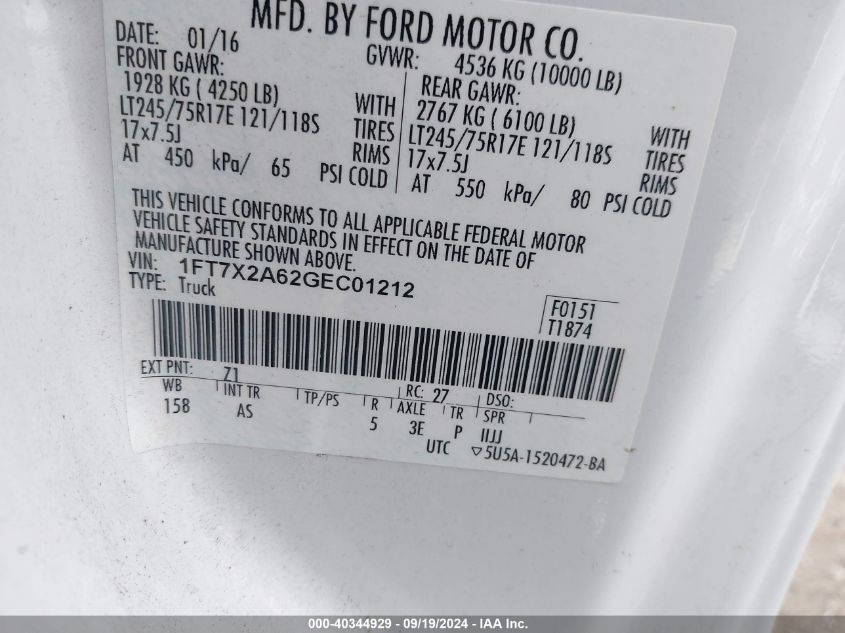 MFD. BY FORD MOTOR CO.
DATE: 01/16 GVWR: 4536 KG (10000 LB)
FRONT GAWR: REAR GAWR:
1928 KG ( 4250 LB) WITH 2767 KG ( 6100 LB) WITH
LT245/75R17E 121/118S TIRES LT245/75R17E 121/118S TIRES
17x7.5J RIMS 17x7.5J RIMS
AT 450 kPa/ 65 PSI COLD AT 550 kPa/ 80 PSI COLD
THIS VEHICLE CONFORMS TO ALL APPLICABLE FEDERAL MOTOR
VEHICLE SAFETY STANDARDS IN EFFECT ON THE DATE OF
MANUFACTURE SHOWN ABOVE.
VIN: 1FT7X2A62GEC01212
TYPE: Truck
F0151
T1874
EXT PNT: Z1 RC: 27 DSO:
WB INT TR TP/PS R AXLE TR SPR
158 AS 5 3E P IIJJ
UTC ▽5U5A-1520472-BA
000-40344929 - 09/19/2024 - IAA Inc.